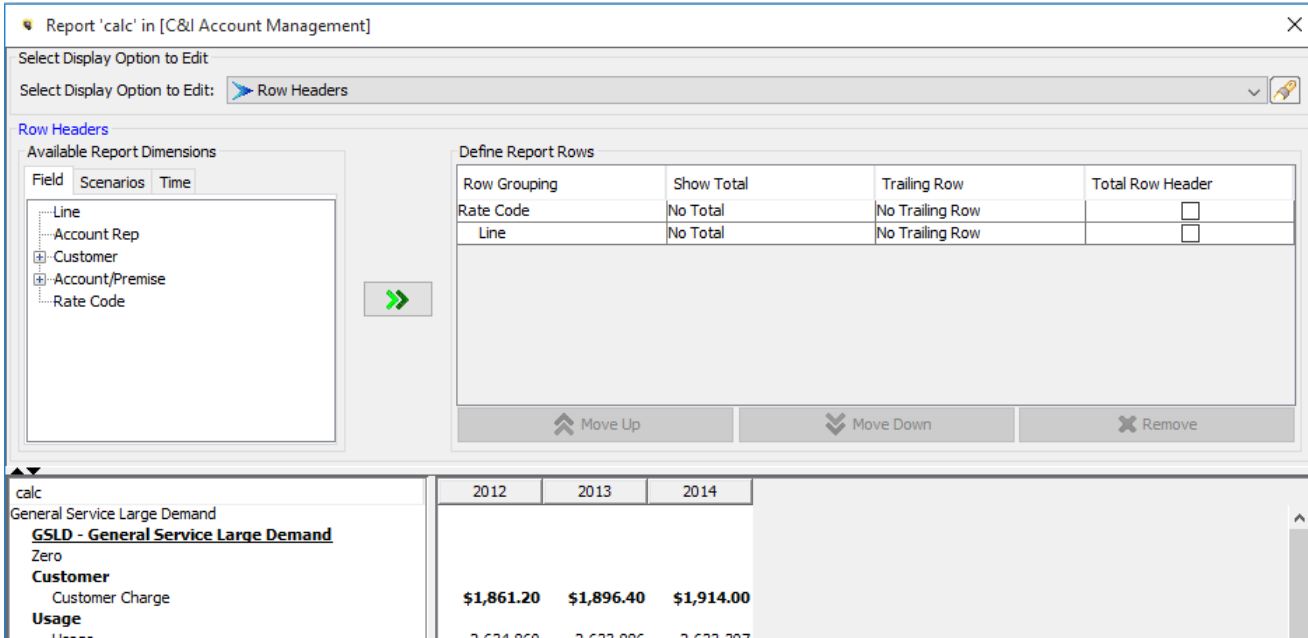 Report 'calc' in [C&I Account Management]
Select Display Option to Edit
Select Display Option to Edit: Row Headers
Row Headers
Available Report Dimensions
Define Report Rows
Field Scenarios Time
Row Grouping Show Total Trailing Row Total Row Header
Line
Account Rep
Customer
Account/Premise
Rate Code
Rate Code No Total No Trailing Row
Line No Total No Trailing Row
Move Up Move Down Remove
calc 2012 2013 2014
General Service Large Demand
GSLD - General Service Large Demand
Zero
Customer
Customer Charge $1,861.20 $1,896.40 $1,914.00
Usage